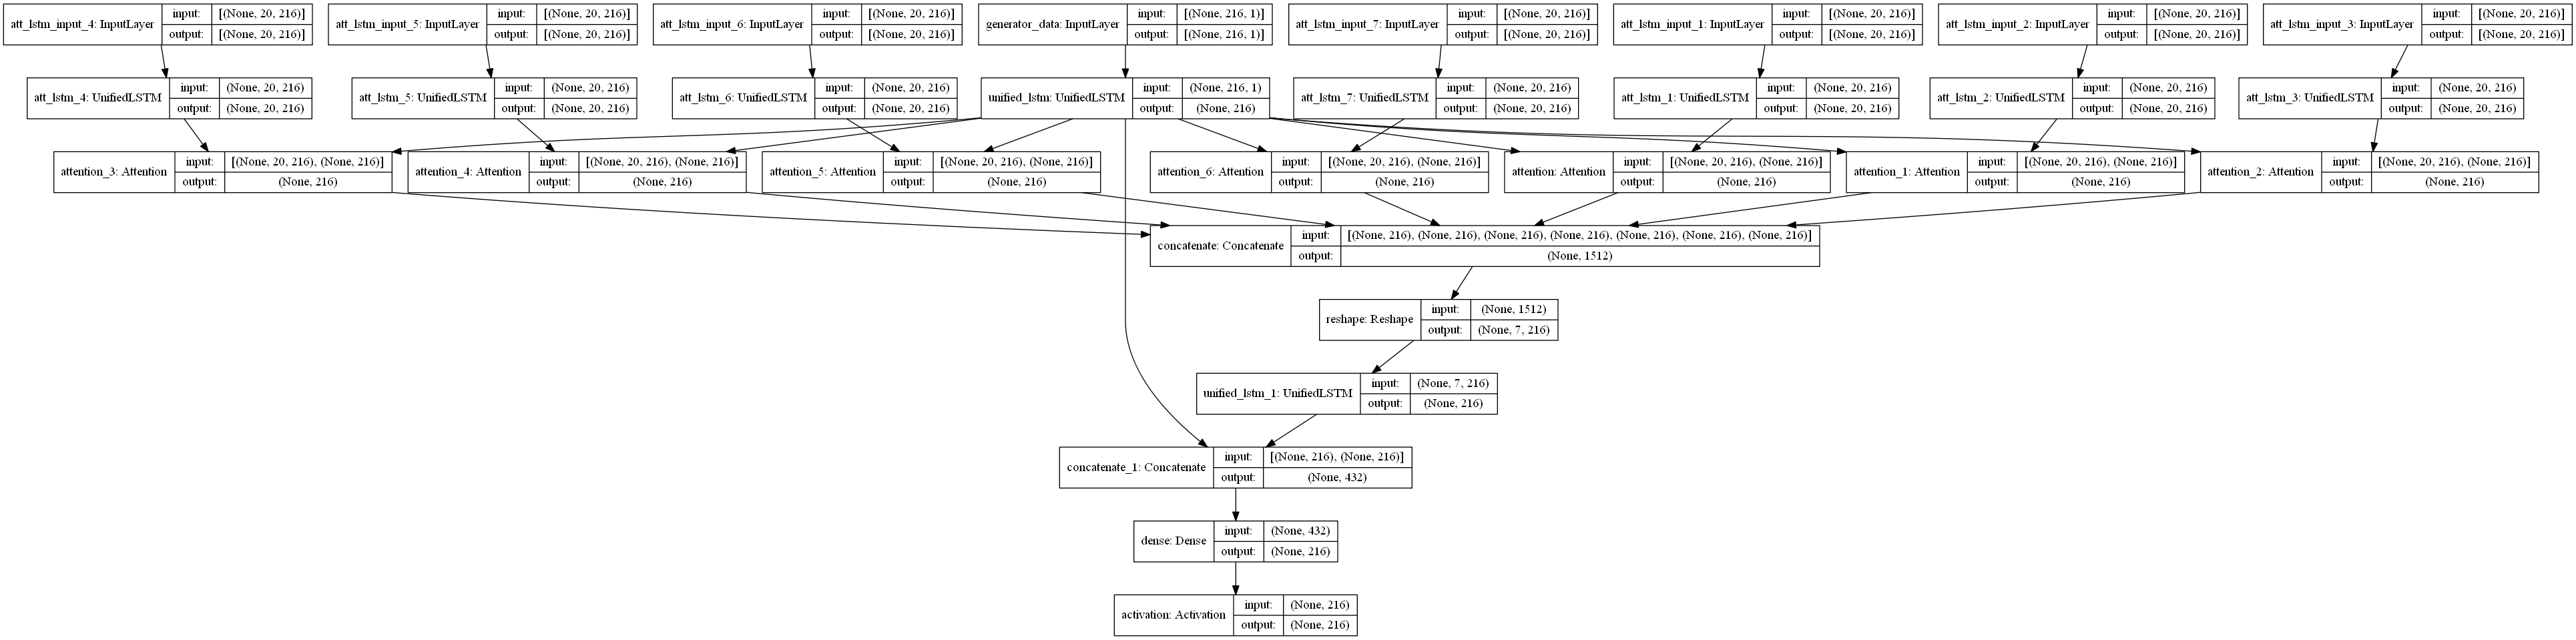 att_lstm_input_4: InputLayer input: [(None, 20, 216)] output: [(None, 20, 216)]
att_lstm_input_5: InputLayer input: [(None, 20, 216)] output: [(None, 20, 216)]
att_lstm_input_6: InputLayer input: [(None, 20, 216)] output: [(None, 20, 216)]
generator_data: InputLayer input: [(None, 216, 1)] output: [(None, 216, 1)]
att_lstm_input_7: InputLayer input: [(None, 20, 216)] output: [(None, 20, 216)]
att_lstm_input_1: InputLayer input: [(None, 20, 216)] output: [(None, 20, 216)]
att_lstm_input_2: InputLayer input: [(None, 20, 216)] output: [(None, 20, 216)]
att_lstm_input_3: InputLayer input: [(None, 20, 216)] output: [(None, 20, 216)]
att_lstm_4: UnifiedLSTM input: (None, 20, 216) output: (None, 20, 216)
att_lstm_5: UnifiedLSTM input: (None, 20, 216) output: (None, 20, 216)
att_lstm_6: UnifiedLSTM input: (None, 20, 216) output: (None, 20, 216)
unified_lstm: UnifiedLSTM input: (None, 216, 1) output: (None, 216)
att_lstm_7: UnifiedLSTM input: (None, 20, 216) output: (None, 20, 216)
att_lstm_1: UnifiedLSTM input: (None, 20, 216) output: (None, 20, 216)
att_lstm_2: UnifiedLSTM input: (None, 20, 216) output: (None, 20, 216)
att_lstm_3: UnifiedLSTM input: (None, 20, 216) output: (None, 20, 216)
attention_3: Attention input: [(None, 20, 216), (None, 216)] output: (None, 216)
attention_4: Attention input: [(None, 20, 216), (None, 216)] output: (None, 216)
attention_5: Attention input: [(None, 20, 216), (None, 216)] output: (None, 216)
attention_6: Attention input: [(None, 20, 216), (None, 216)] output: (None, 216)
attention: Attention input: [(None, 20, 216), (None, 216)] output: (None, 216)
attention_1: Attention input: [(None, 20, 216), (None, 216)] output: (None, 216)
attention_2: Attention input: [(None, 20, 216), (None, 216)] output: (None, 216)
concatenate: Concatenate input: [(None, 216), (None, 216), (None, 216), (None, 216), (None, 216), (None, 216), (None, 216)] output: (None, 1512)
reshape: Reshape input: (None, 1512) output: (None, 7, 216)
unified_lstm_1: UnifiedLSTM input: (None, 7, 216) output: (None, 216)
concatenate_1: Concatenate input: [(None, 216), (None, 216)] output: (None, 432)
dense: Dense input: (None, 432) output: (None, 216)
activation: Activation input: (None, 216) output: (None, 216)